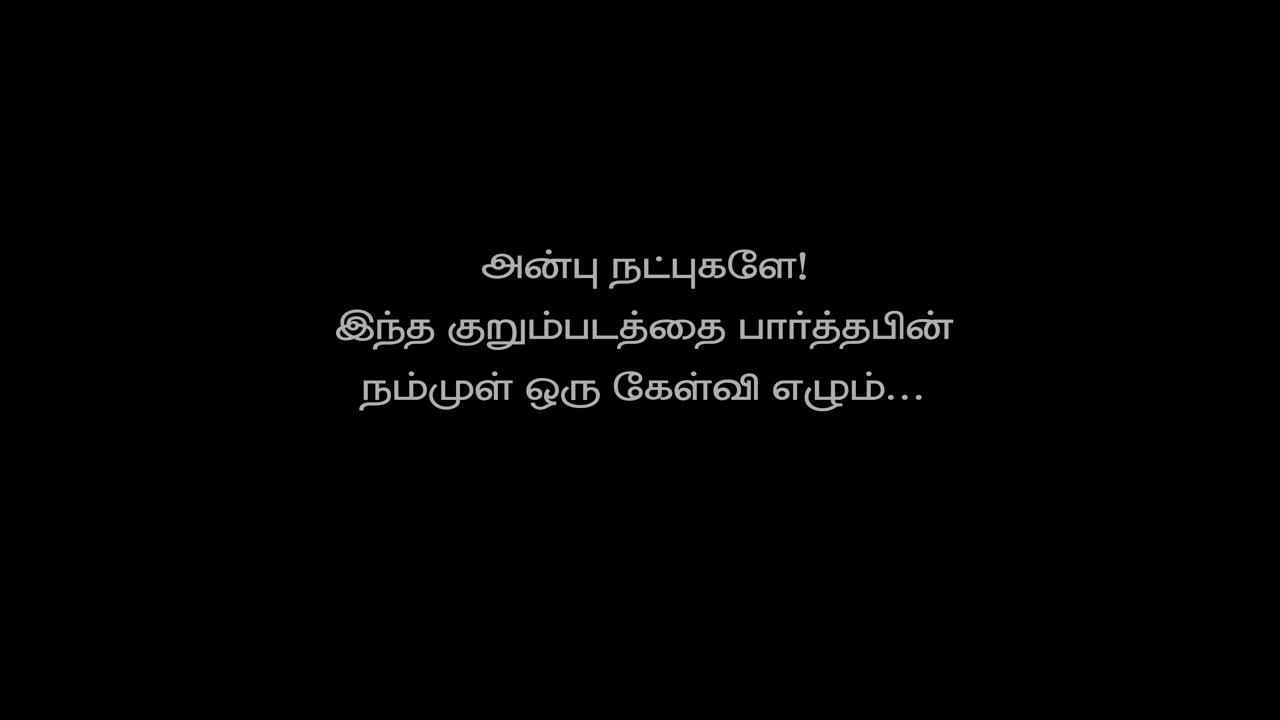 அன்பு நட்புகளே!
இந்த குறும்படத்தை பார்த்தபின்
நம்முள் ஒரு கேள்வி எழும்...